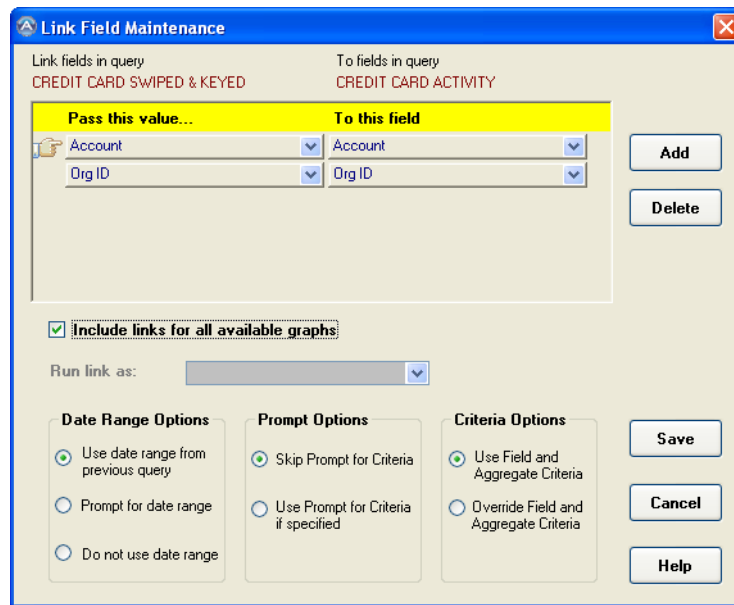 Link Field Maintenance
Link fields in query To fields in query
CREDIT CARD SWIPED & KEYED CREDIT CARD ACTIVITY
Pass this value... To this field
Account Account
Org ID Org ID
Add
Delete
Include links for all available graphs
Run link as:
Date Range Options
Use date range from
previous query
Prompt for date range
Do not use date range
Prompt Options
Skip Prompt for Criteria
Use Prompt for Criteria
if specified
Criteria Options
Use Field and
Aggregate Criteria
Override Field and
Aggregate Criteria
Save
Cancel
Help